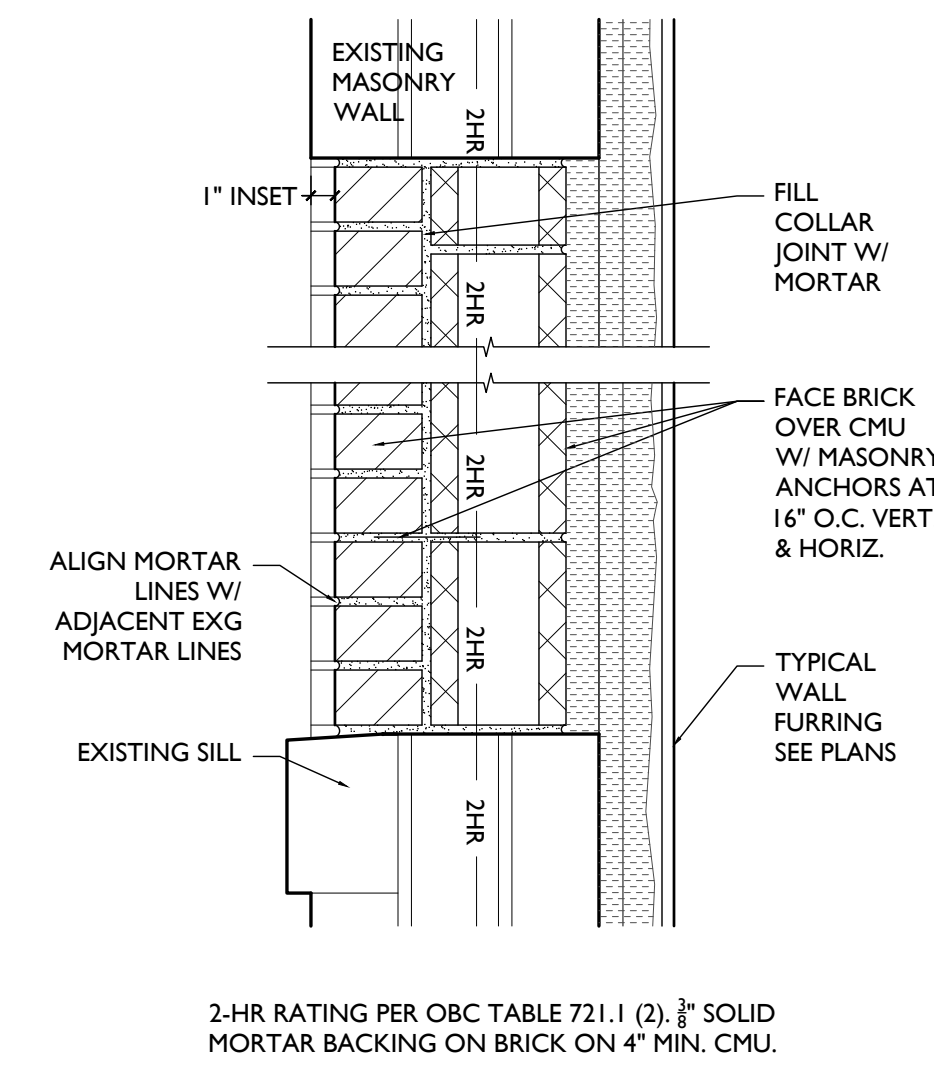 EXISTING
MASONRY
WALL
2HR
1" INSET
FILL
COLLAR
JOINT W/
MORTAR
2HR
FACE BRICK
OVER CMU
W/ MASONRY
ANCHORS AT
16" O.C. VERT
& HORIZ.
2HR
ALIGN MORTAR
LINES W/
ADJACENT EXG
MORTAR LINES
2HR
TYPICAL
WALL
FURRING
SEE PLANS
EXISTING SILL
2HR
2-HR RATING PER OBC TABLE 721.1 (2). 3/8" SOLID
MORTAR BACKING ON BRICK ON 4" MIN. CMU.